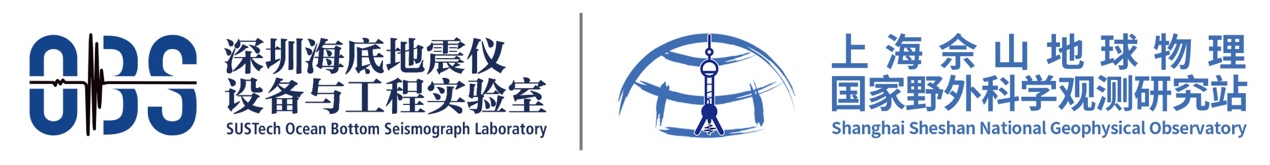 OBS
深圳海底地震仪
设备与工程实验室
SUSTech Ocean Bottom Seismograph Laboratory
上海佘山地球物理
国家野外科学观测研究站
Shanghai Sheshan National Geophysical Observatory